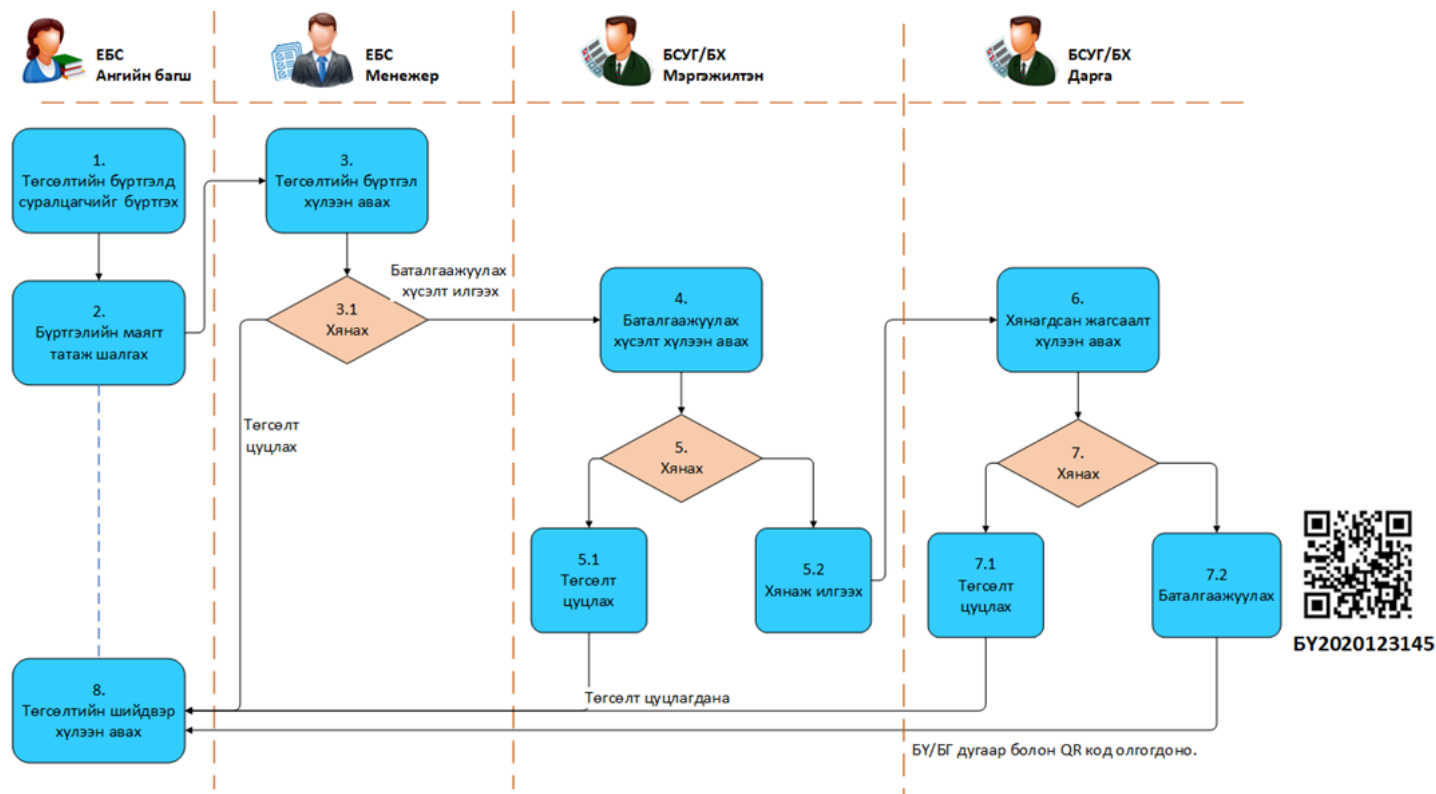 ЕБС
Ангийн багш
ЕБС
Менежер
БСУГ/БХ
Мэргэжилтэн
БСУГ/БХ
Дарга
1.
Төгсөлтийн бүртгэлд
суралцагчийг бүртгэх
2.
Бүртгэлийн маягт
татаж шалгах
3.
Төгсөлтийн бүртгэл
хүлээн авах
3.1
Хянах
Баталгаажуулах
хүсэлт илгээх
Төгсөлт
цуцлах
4.
Баталгаажуулах
хүсэлт хүлээн авах
5.
Хянах
5.1
Төгсөлт
цуцлах
5.2
Хянаж илгээх
6.
Хянагдсан жагсаалт
хүлээн авах
7.
Хянах
7.1
Төгсөлт
цуцлах
7.2
Баталгаажуулах
БҮ2020123145
8.
Төгсөлтийн шийдвэр
хүлээн авах
Төгсөлт цуцлагдана
БҮ/БГ дугаар болон QR код олгогдоно.